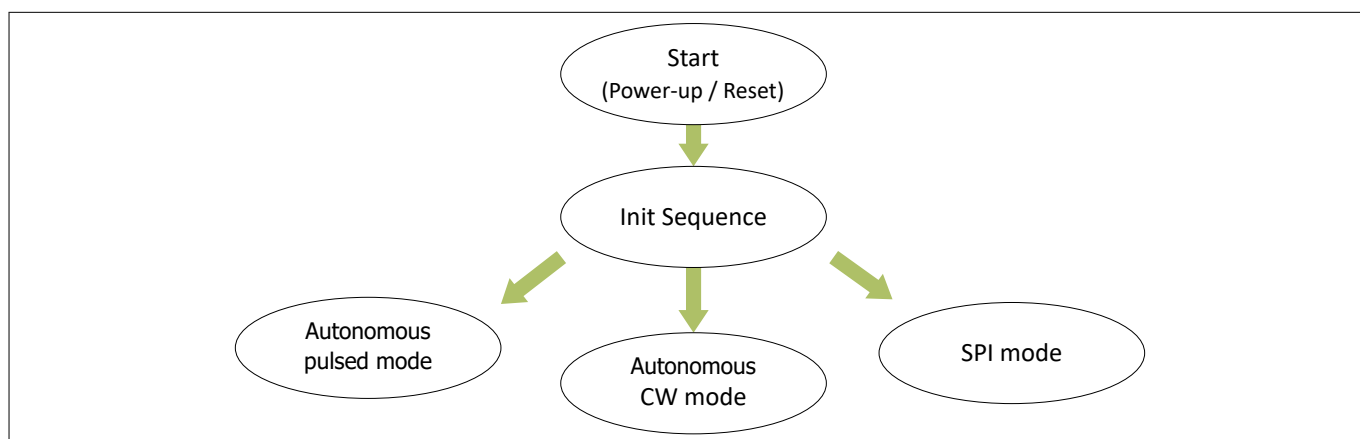 Start
(Power-up / Reset)
Init Sequence
Autonomous
pulsed mode
Autonomous
CW mode
SPI mode